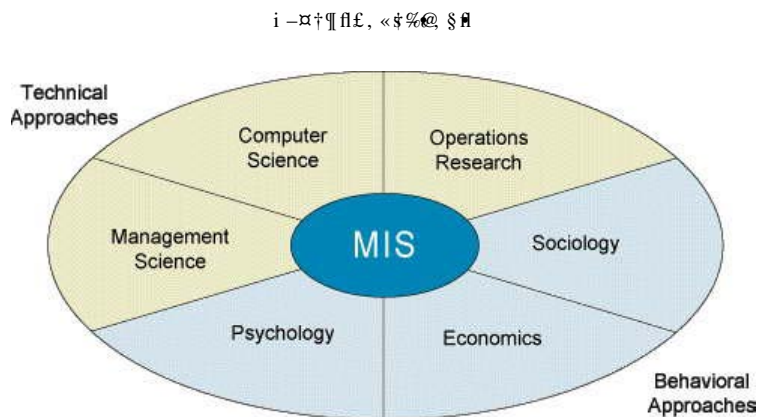 Technical
Approaches
Computer
Science
Operations
Research
Management
Science
MIS
Sociology
Psychology
Economics
Behavioral
Approaches